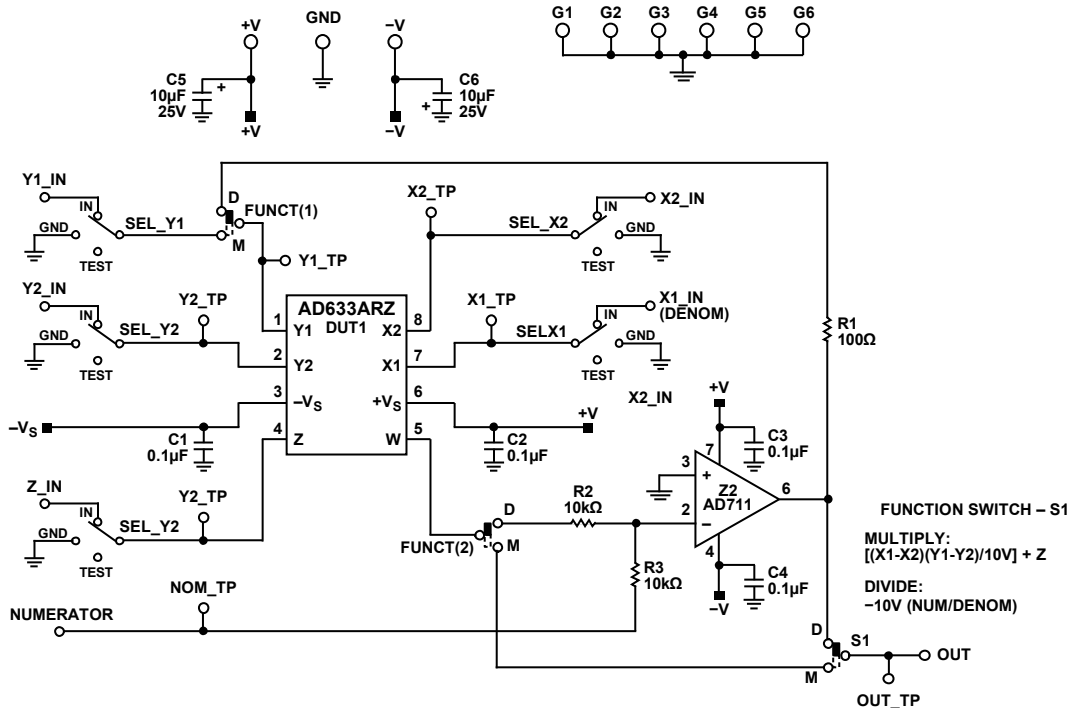 +V
GND
−V
G1 G2 G3 G4 G5 G6
C5
10µF
25V
+
+V
C6
10µF
25V
+
−V
Y1_IN
IN
GND
SEL_Y1
TEST
D
FUNCT(1)
M
Y1_TP
X2_TP
SEL_X2
IN
X2_IN
GND
TEST
Y2_IN
IN
GND
SEL_Y2
TEST
Y2_TP
AD633ARZ
DUT1
1 Y1
2 Y2
3 −VS
4 Z
X2 8
X1 7
+VS 6
W 5
X1_TP
SELX1
IN
X1_IN
(DENOM)
GND
TEST
R1
100Ω
X2_IN
−VS
C1
0.1µF
C2
0.1µF
+V
+V
C3
0.1µF
7
3
+
Z2
AD711
6
2
−
4
C4
0.1µF
−V
Z_IN
IN
GND
SEL_Y2
TEST
Y2_TP
D
FUNCT(2)
M
R2
10kΩ
R3
10kΩ
NOM_TP
NUMERATOR
FUNCTION SWITCH – S1
MULTIPLY:
[(X1-X2)(Y1-Y2)/10V] + Z
DIVIDE:
−10V (NUM/DENOM)
D
S1
M
OUT
OUT_TP